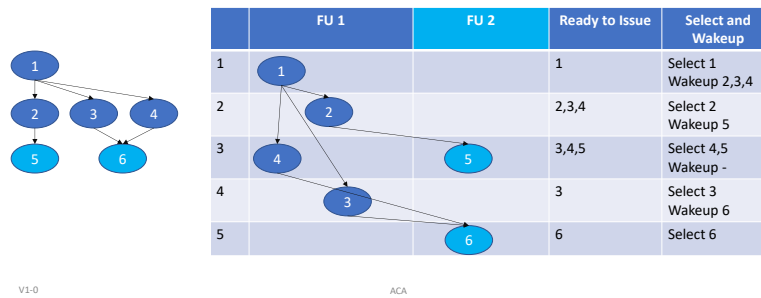 1
2 3 4
5 6
FU 1 FU 2 Ready to Issue Select and
Wakeup
1 1 1 Select 1
Wakeup 2,3,4
2 2 2,3,4 Select 2
Wakeup 5
3 4 5 3,4,5 Select 4,5
Wakeup -
4 3 3 Select 3
Wakeup 6
5 6 6 Select 6
V1-0 ACA